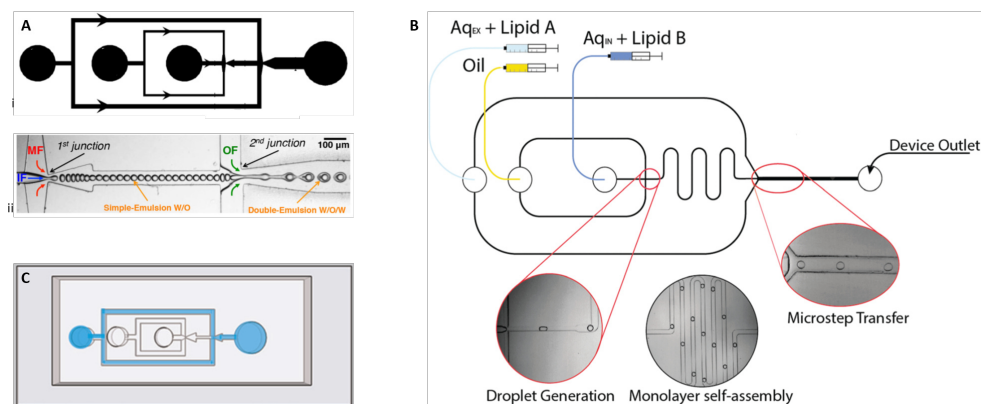 A
i
MF
1st junction
OF
2nd junction
100 μm
IF
Simple-Emulsion W/O
Double-Emulsion W/O/W
ii
C
B
AqEX + Lipid A
Oil
AqIN + Lipid B
Device Outlet
Microstep Transfer
Droplet Generation
Monolayer self-assembly